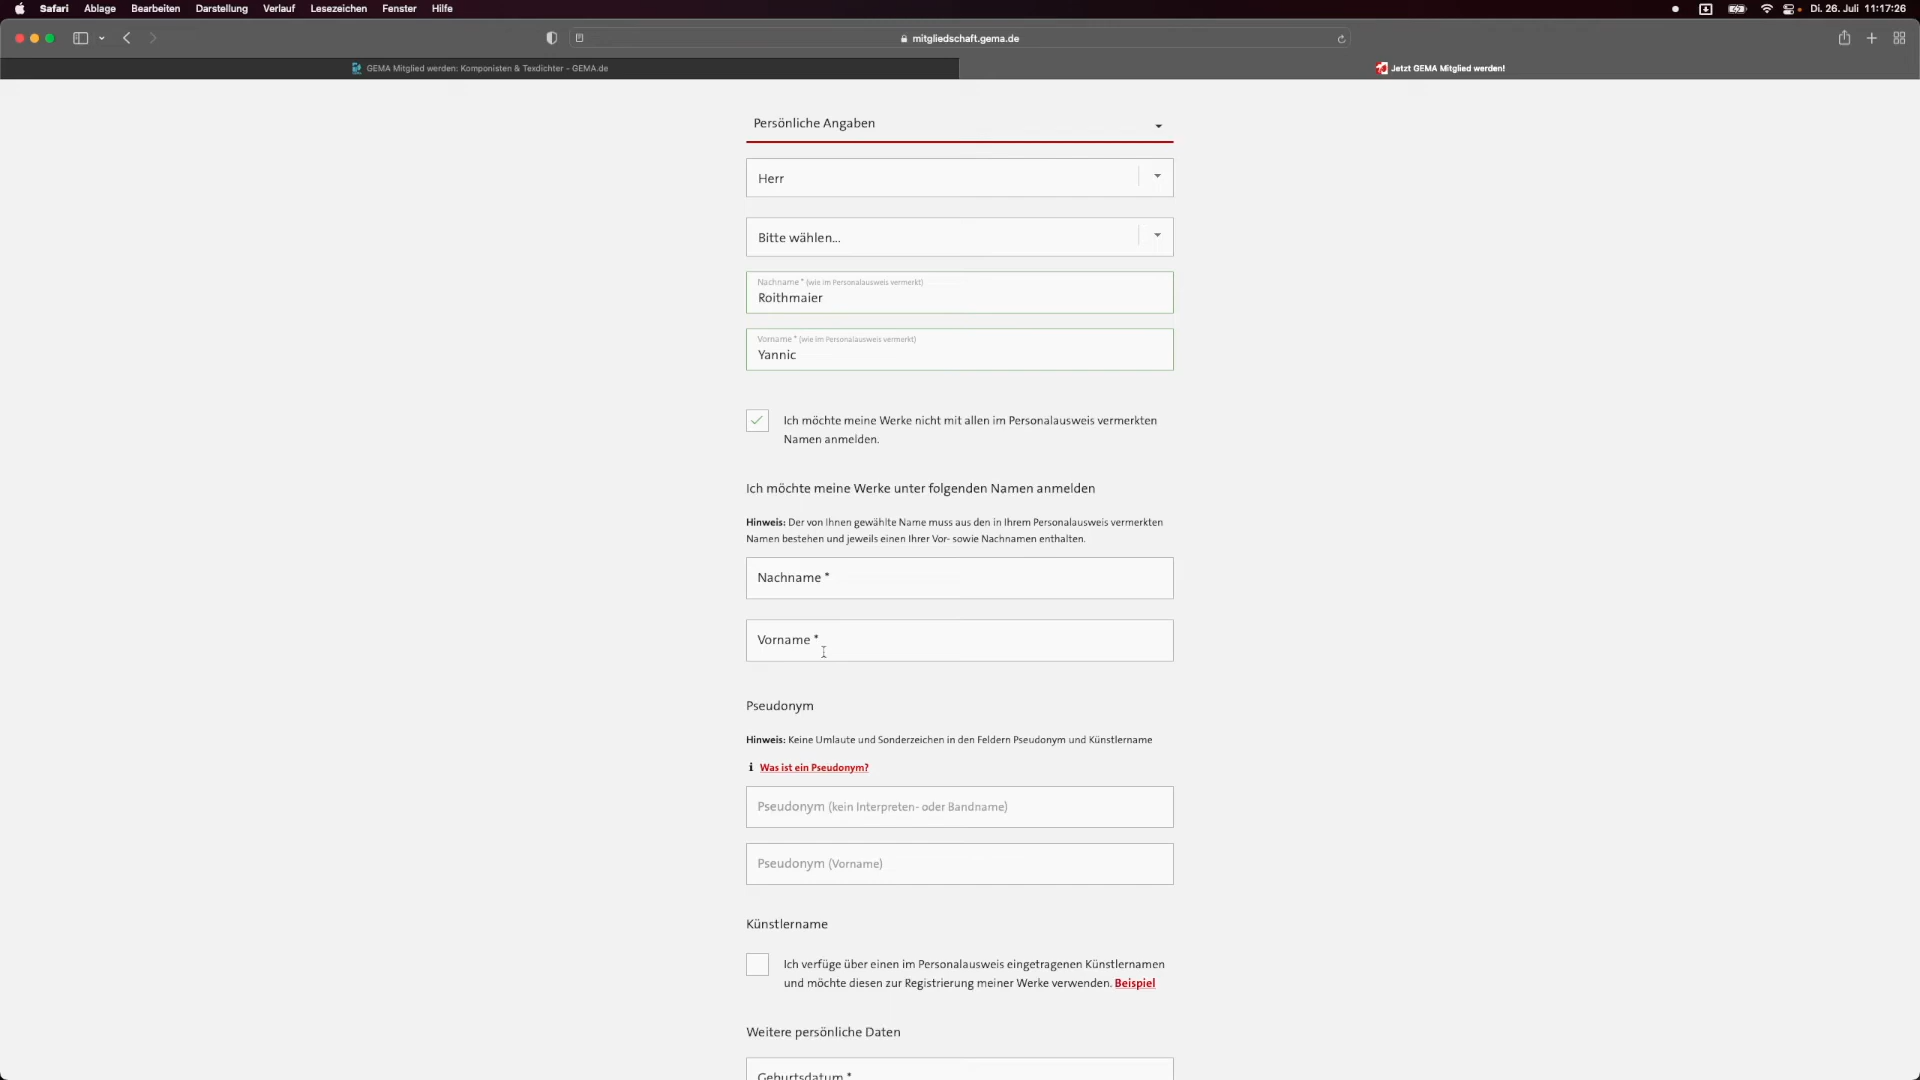 Safari Ablage Bearbeiten Darstellung Verlauf Lesezeichen Fenster Hilfe Di. 26. Juli 11:17:26
mitgliedschaft.gema.de
GEMA Mitglied werden: Komponisten & Texdichter - GEMA.de Jetzt GEMA Mitglied werden!
Persönliche Angaben
Herr
Bitte wählen...
Nachname * (wie im Personalausweis vermerkt)
Roithmaier
Vorname * (wie im Personalausweis vermerkt)
Yannic
Ich möchte meine Werke nicht mit allen im Personalausweis vermerkten
Namen anmelden.
Ich möchte meine Werke unter folgenden Namen anmelden
Hinweis: Der von Ihnen gewählte Name muss aus den in Ihrem Personalausweis vermerkten
Namen bestehen und jeweils einen Ihrer Vor- sowie Nachnamen enthalten.
Nachname *
Vorname *
Pseudonym
Hinweis: Keine Umlaute und Sonderzeichen in den Feldern Pseudonym und Künstlername
i Was ist ein Pseudonym?
Pseudonym (kein Interpreten- oder Bandname)
Pseudonym (Vorname)
Künstlername
Ich verfüge über einen im Personalausweis eingetragenen Künstlernamen
und möchte diesen zur Registrierung meiner Werke verwenden. Beispiel
Weitere persönliche Daten
Geburtsdatum *